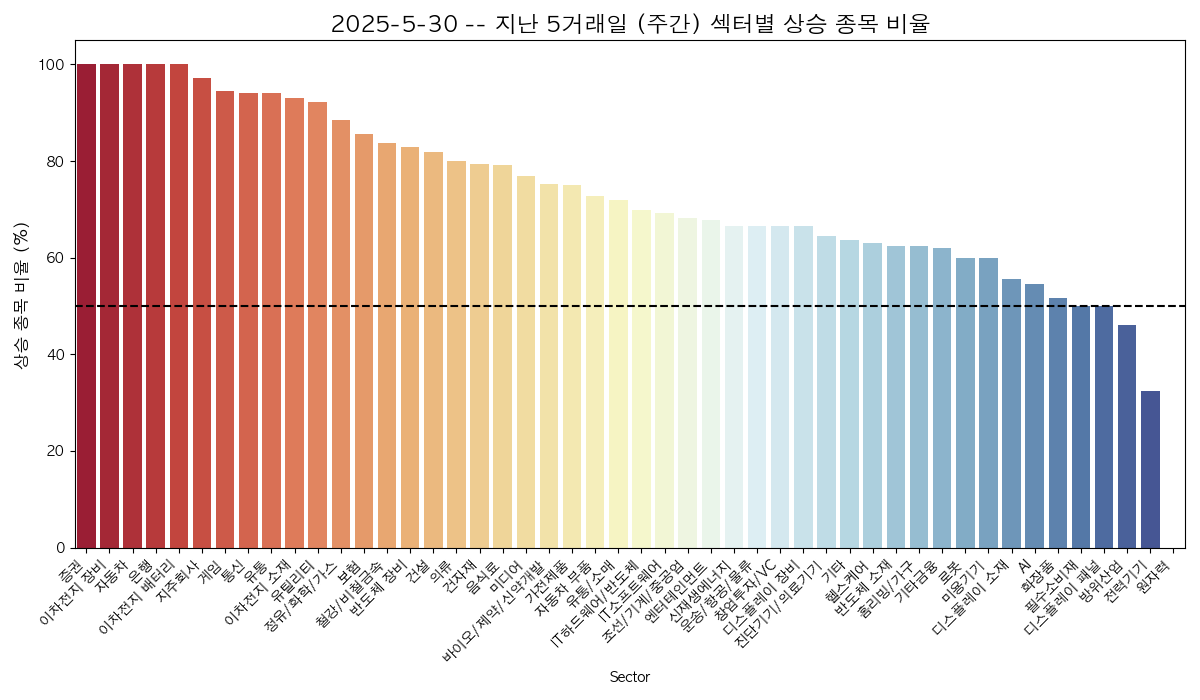 2025-5-30 -- 지난 5거래일 (주간) 섹터별 상승 종목 비율
상승 종목 비율 (%)
100
80
60
40
20
0
증권
이차전지 장비
자동차
은행
이차전지 배터리
지주회사
게임
통신
유통
이차전지 소재
유틸리티
정유/화학/가스
보험
철강/비철금속
반도체 장비
건설
의류
건자재
음식료
미디어
바이오/제약/신약개발
가전제품
자동차 부품
유통/소매
IT하드웨어/반도체
IT소프트웨어
조선/기계/중공업
엔터테인먼트
신재생에너지
운송/항공/물류
창업투자/VC
디스플레이 장비
진단기기/의료기기
기타
헬스케어
반도체 소재
홈리빙/가구
기타금융
로봇
미용기기
디스플레이 소재
AI
화장품
필수소비재
디스플레이 패널
방위산업
전력기기
원자력
Sector